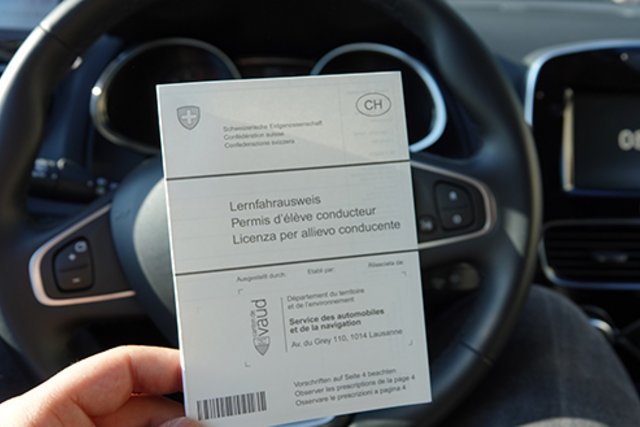 CH
Schweizerische Eidgenossenschaft
Confédération suisse
Confederazione svizzera
Lernfahrausweis
Permis d'élève conducteur
Licenza per allievo conducente
Ausgestellt durch: Etabli par: Rilasciata da:
canton de
vaud
Département du territoire
et de l'environnement
Service des automobiles
et de la navigation
Av. du Grey 110, 1014 Lausanne
Vorschriften auf Seite 4 beachten
Observer les prescriptions de la page 4
Osservare le prescrizioni a pagina 4